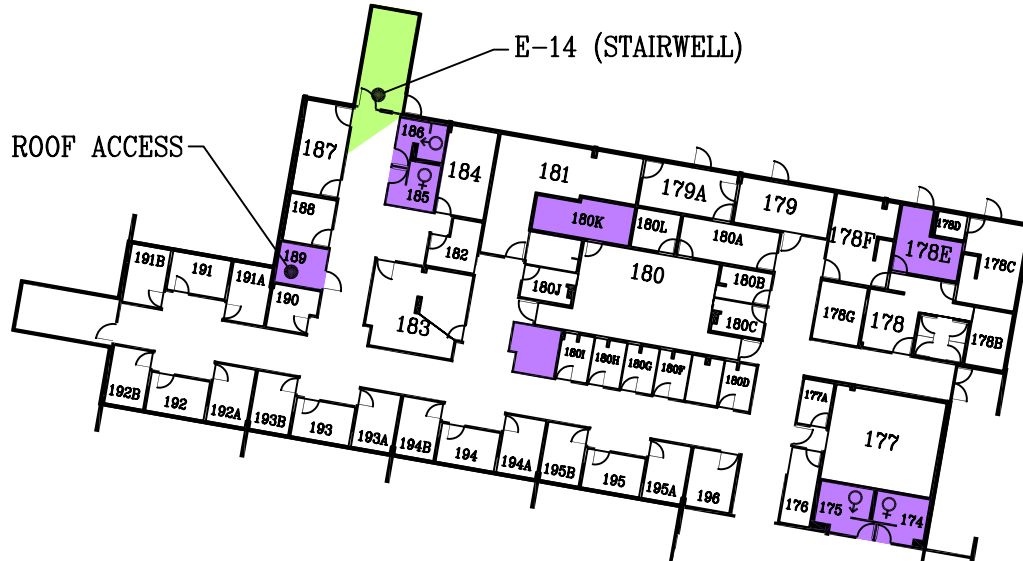 E-14 (STAIRWELL)
ROOF ACCESS
186
187
184
185
181
179A
179
188
180K
180L
180A
178F
178D
178E
178C
182
189
191B
191
191A
190
180J
180
180B
183
180C
178G
178
178B
180I
180H
180G
180F
180D
192B
192
192A
193B
193
193A
194B
194
194A
195B
195
195A
196
177A
177
176
175
174